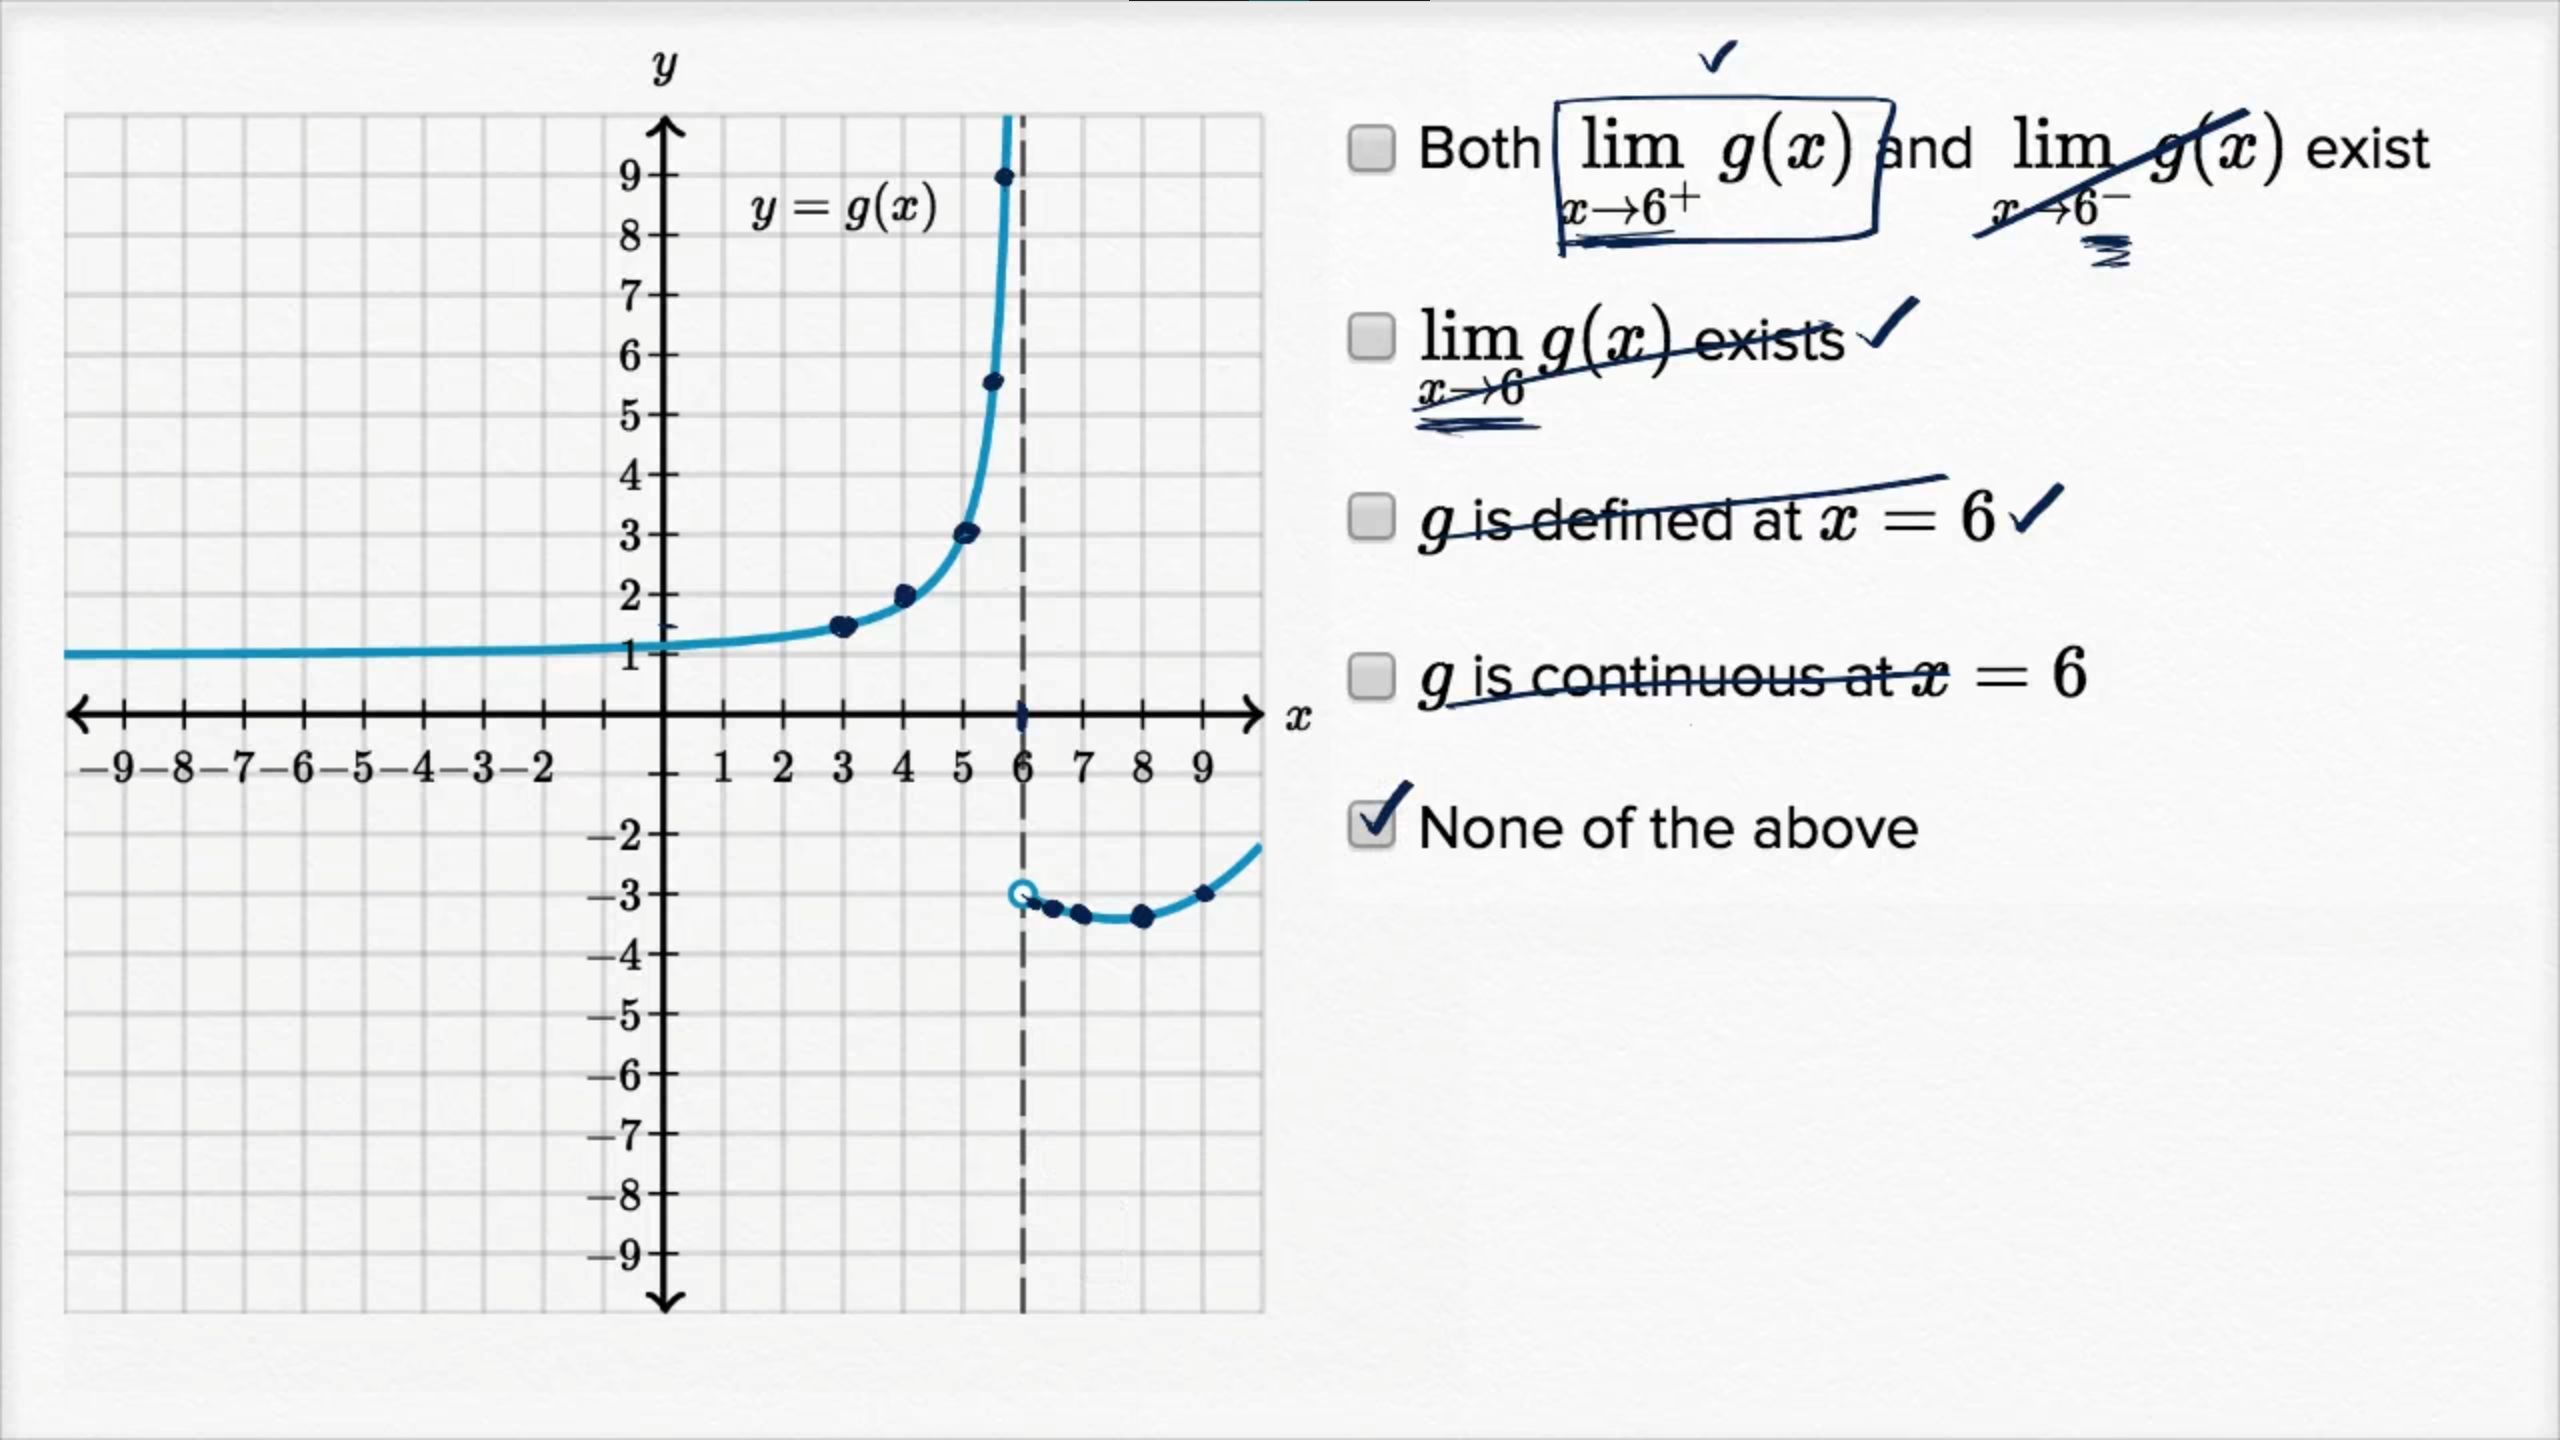 y
9
y = g(x)
8
7
6
5
4
3
2
1
x
−9 −8 −7 −6 −5 −4 −3 −2 1 2 3 4 5 6 7 8 9
−2
−3
−4
−5
−6
−7
−8
−9
✓
Both lim x→6⁺ g(x) and lim x→6⁻ g(x) exist
lim x→6 g(x) exists ✓
g is defined at x = 6 ✓
g is continuous at x = 6
✓ None of the above